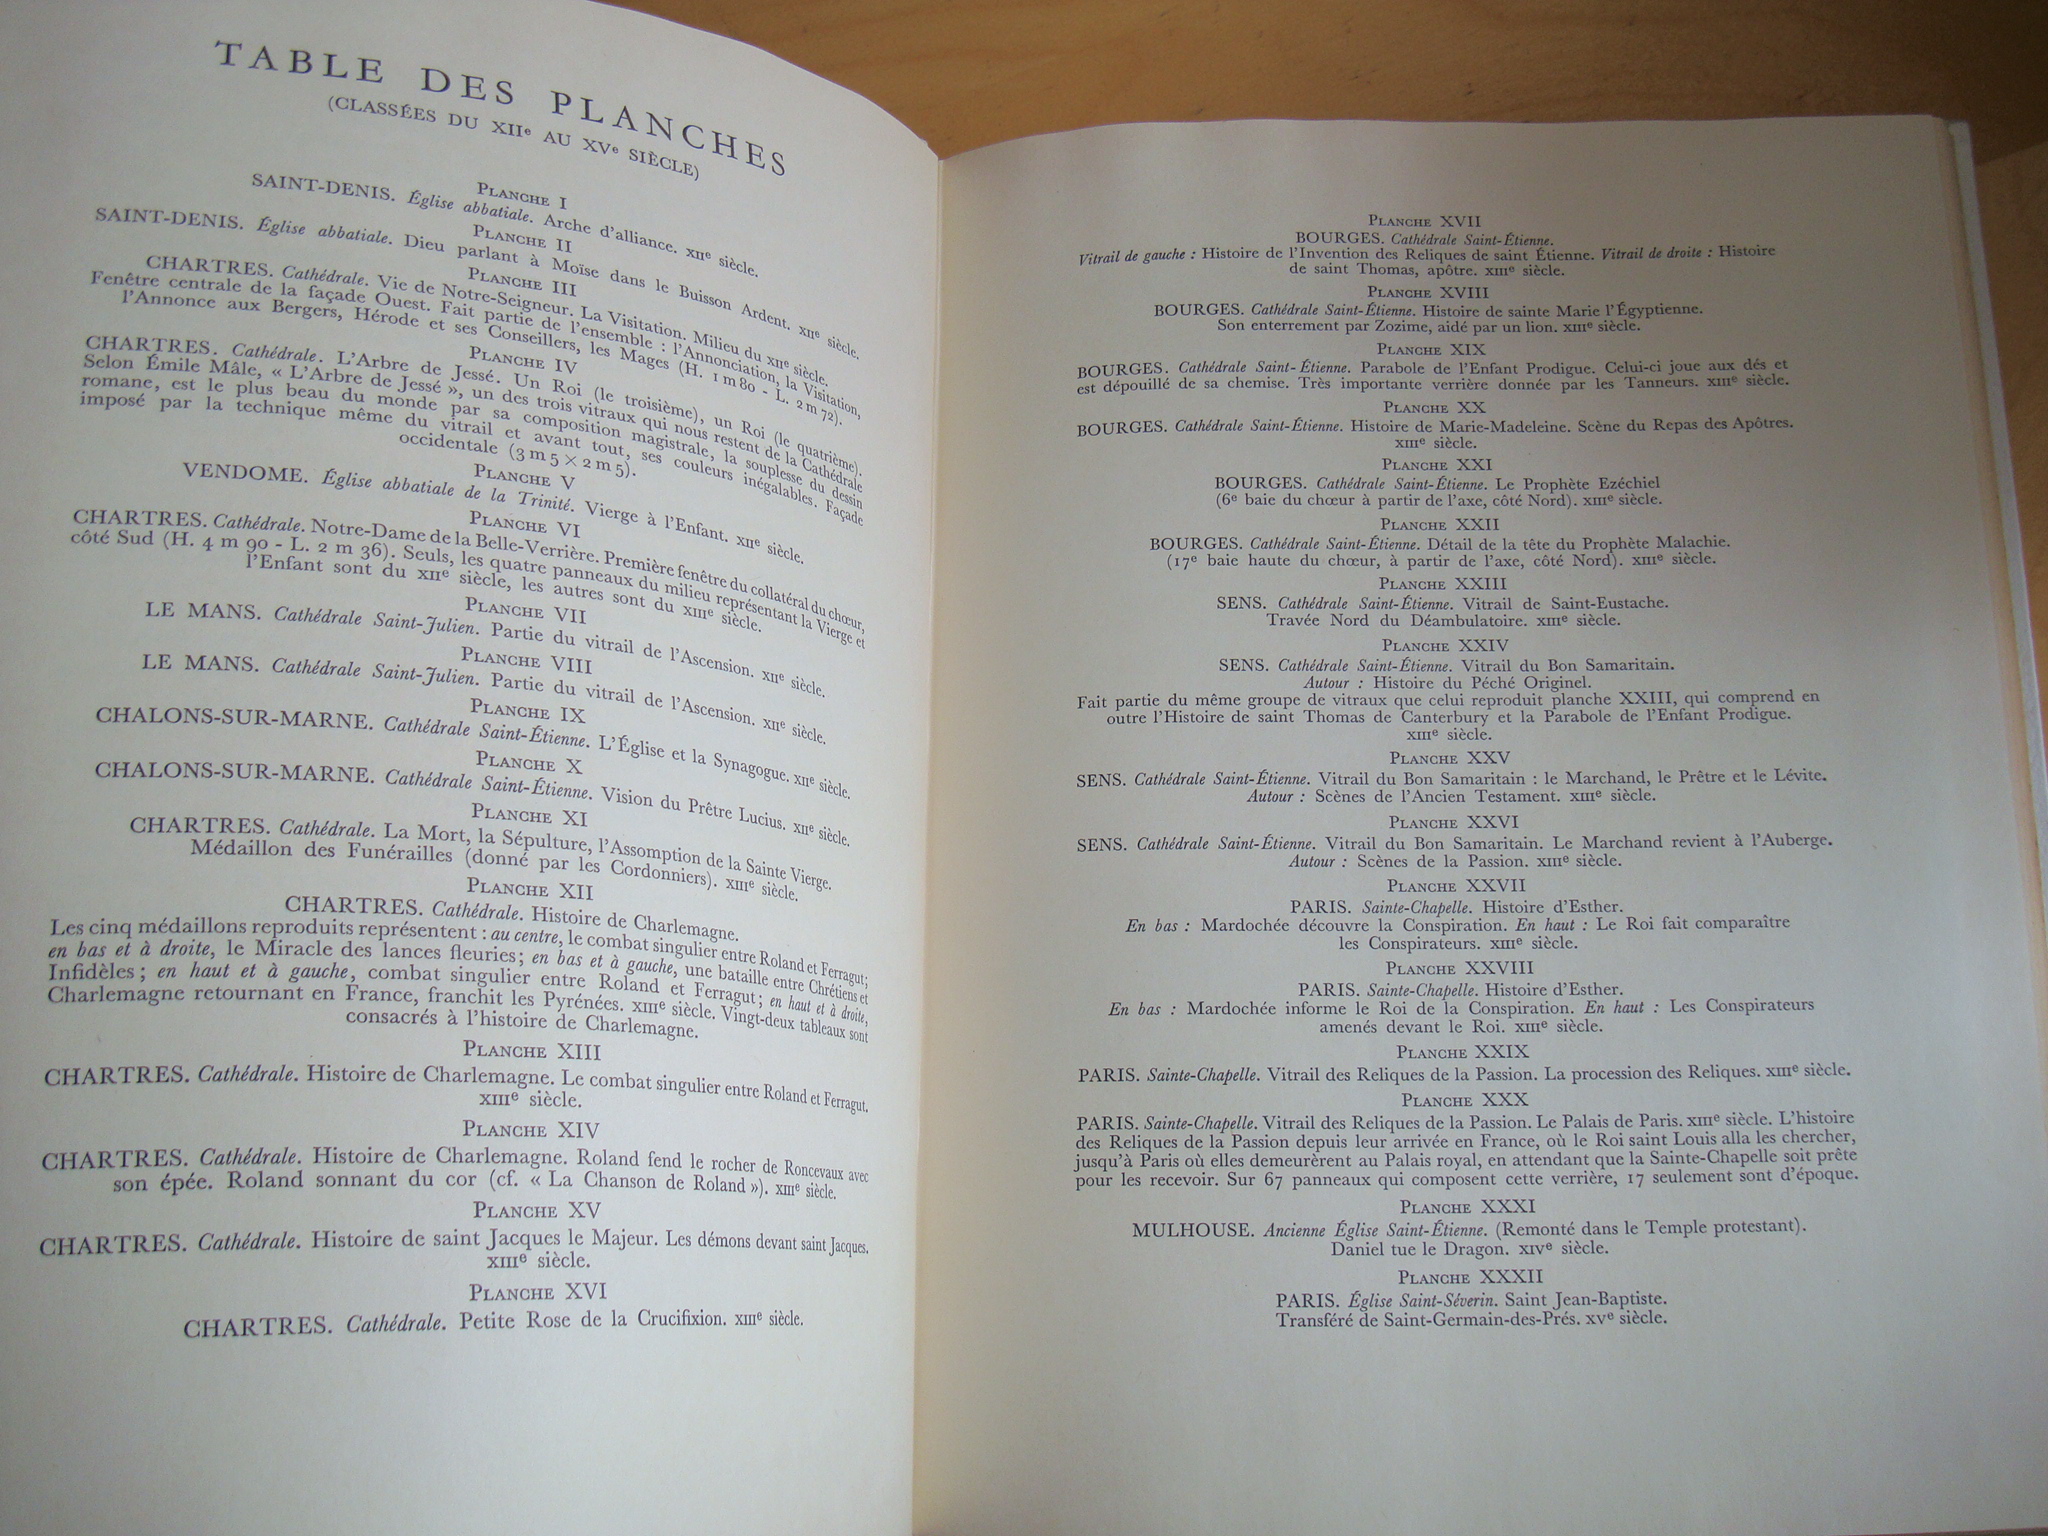 TABLE DES PLANCHES
(CLASSÉES DU XIIe AU XVe SIÈCLE)
PLANCHE I
SAINT-DENIS. Église abbatiale. Arche d'alliance. XIIe siècle.
PLANCHE II
SAINT-DENIS. Église abbatiale. Dieu parlant à Moïse dans le Buisson Ardent. XIIe siècle.
PLANCHE III
CHARTRES. Cathédrale. Vie de Notre-Seigneur. La Visitation. Milieu du XIIe siècle.
Fenêtre centrale de la façade Ouest. Fait partie de l'ensemble : l'Annonciation, la Visitation,
l'Annonce aux Bergers, Hérode et ses Conseillers, les Mages (H. 1 m 80 - L. 2 m 72).
PLANCHE IV
CHARTRES. Cathédrale. L'Arbre de Jessé. Un Roi (le troisième), un Roi (le quatrième).
Selon Émile Mâle, « L'Arbre de Jessé », un des trois vitraux qui nous restent de la Cathédrale
romane, est le plus beau du monde par sa composition magistrale, la souplesse du dessin
imposé par la technique même du vitrail et avant tout, ses couleurs inégalables. Façade
occidentale (3 m 5 × 2 m 5).
PLANCHE V
VENDOME. Église abbatiale de la Trinité. Vierge à l'Enfant. XIIe siècle.
PLANCHE VI
CHARTRES. Cathédrale. Notre-Dame de la Belle-Verrière. Première fenêtre du collatéral du chœur,
côté Sud (H. 4 m 90 - L. 2 m 36). Seuls, les quatre panneaux du milieu représentant la Vierge et
l'Enfant sont du XIIe siècle, les autres sont du XIIIe siècle.
PLANCHE VII
LE MANS. Cathédrale Saint-Julien. Partie du vitrail de l'Ascension. XIIe siècle.
PLANCHE VIII
LE MANS. Cathédrale Saint-Julien. Partie du vitrail de l'Ascension. XIIe siècle.
PLANCHE IX
CHALONS-SUR-MARNE. Cathédrale Saint-Étienne. L'Église et la Synagogue. XIIe siècle.
PLANCHE X
CHALONS-SUR-MARNE. Cathédrale Saint-Étienne. Vision du Prêtre Lucius. XIIe siècle.
PLANCHE XI
CHARTRES. Cathédrale. La Mort, la Sépulture, l'Assomption de la Sainte Vierge.
Médaillon des Funérailles (donné par les Cordonniers). XIIIe siècle.
PLANCHE XII
CHARTRES. Cathédrale. Histoire de Charlemagne.
Les cinq médaillons reproduits représentent : au centre, le combat singulier entre Roland et Ferragut;
en bas et à droite, le Miracle des lances fleuries; en bas et à gauche, une bataille entre Chrétiens et
Infidèles; en haut et à gauche, combat singulier entre Roland et Ferragut; en haut et à droite,
Charlemagne retournant en France, franchit les Pyrénées. XIIIe siècle. Vingt-deux tableaux sont
consacrés à l'histoire de Charlemagne.
PLANCHE XIII
CHARTRES. Cathédrale. Histoire de Charlemagne. Le combat singulier entre Roland et Ferragut.
XIIIe siècle.
PLANCHE XIV
CHARTRES. Cathédrale. Histoire de Charlemagne. Roland fend le rocher de Roncevaux avec
son épée. Roland sonnant du cor (cf. « La Chanson de Roland »). XIIIe siècle.
PLANCHE XV
CHARTRES. Cathédrale. Histoire de saint Jacques le Majeur. Les démons devant saint Jacques.
XIIIe siècle.
PLANCHE XVI
CHARTRES. Cathédrale. Petite Rose de la Crucifixion. XIIIe siècle.
PLANCHE XVII
BOURGES. Cathédrale Saint-Étienne.
Vitrail de gauche : Histoire de l'Invention des Reliques de saint Étienne. Vitrail de droite : Histoire
de saint Thomas, apôtre. XIIIe siècle.
PLANCHE XVIII
BOURGES. Cathédrale Saint-Étienne. Histoire de sainte Marie l'Égyptienne.
Son enterrement par Zozime, aidé par un lion. XIIIe siècle.
PLANCHE XIX
BOURGES. Cathédrale Saint-Étienne. Parabole de l'Enfant Prodigue. Celui-ci joue aux dés et
est dépouillé de sa chemise. Très importante verrière donnée par les Tanneurs. XIIIe siècle.
PLANCHE XX
BOURGES. Cathédrale Saint-Étienne. Histoire de Marie-Madeleine. Scène du Repas des Apôtres.
XIIIe siècle.
PLANCHE XXI
BOURGES. Cathédrale Saint-Étienne. Le Prophète Ezéchiel
(6e baie du chœur à partir de l'axe, côté Nord). XIIIe siècle.
PLANCHE XXII
BOURGES. Cathédrale Saint-Étienne. Détail de la tête du Prophète Malachie.
(17e baie haute du chœur, à partir de l'axe, côté Nord). XIIIe siècle.
PLANCHE XXIII
SENS. Cathédrale Saint-Étienne. Vitrail de Saint-Eustache.
Travée Nord du Déambulatoire. XIIIe siècle.
PLANCHE XXIV
SENS. Cathédrale Saint-Étienne. Vitrail du Bon Samaritain.
Autour : Histoire du Péché Originel.
Fait partie du même groupe de vitraux que celui reproduit planche XXIII, qui comprend en
outre l'Histoire de saint Thomas de Canterbury et la Parabole de l'Enfant Prodigue.
XIIIe siècle.
PLANCHE XXV
SENS. Cathédrale Saint-Étienne. Vitrail du Bon Samaritain : le Marchand, le Prêtre et le Lévite.
Autour : Scènes de l'Ancien Testament. XIIIe siècle.
PLANCHE XXVI
SENS. Cathédrale Saint-Étienne. Vitrail du Bon Samaritain. Le Marchand revient à l'Auberge.
Autour : Scènes de la Passion. XIIIe siècle.
PLANCHE XXVII
PARIS. Sainte-Chapelle. Histoire d'Esther.
En bas : Mardochée découvre la Conspiration. En haut : Le Roi fait comparaître
les Conspirateurs. XIIIe siècle.
PLANCHE XXVIII
PARIS. Sainte-Chapelle. Histoire d'Esther.
En bas : Mardochée informe le Roi de la Conspiration. En haut : Les Conspirateurs
amenés devant le Roi. XIIIe siècle.
PLANCHE XXIX
PARIS. Sainte-Chapelle. Vitrail des Reliques de la Passion. La procession des Reliques. XIIIe siècle.
PLANCHE XXX
PARIS. Sainte-Chapelle. Vitrail des Reliques de la Passion. Le Palais de Paris. XIIIe siècle. L'histoire
des Reliques de la Passion depuis leur arrivée en France, où le Roi saint Louis alla les chercher,
jusqu'à Paris où elles demeurèrent au Palais royal, en attendant que la Sainte-Chapelle soit prête
pour les recevoir. Sur 67 panneaux qui composent cette verrière, 17 seulement sont d'époque.
PLANCHE XXXI
MULHOUSE. Ancienne Église Saint-Étienne. (Remonté dans le Temple protestant).
Daniel tue le Dragon. XIVe siècle.
PLANCHE XXXII
PARIS. Église Saint-Séverin. Saint Jean-Baptiste.
Transféré de Saint-Germain-des-Prés. XVe siècle.